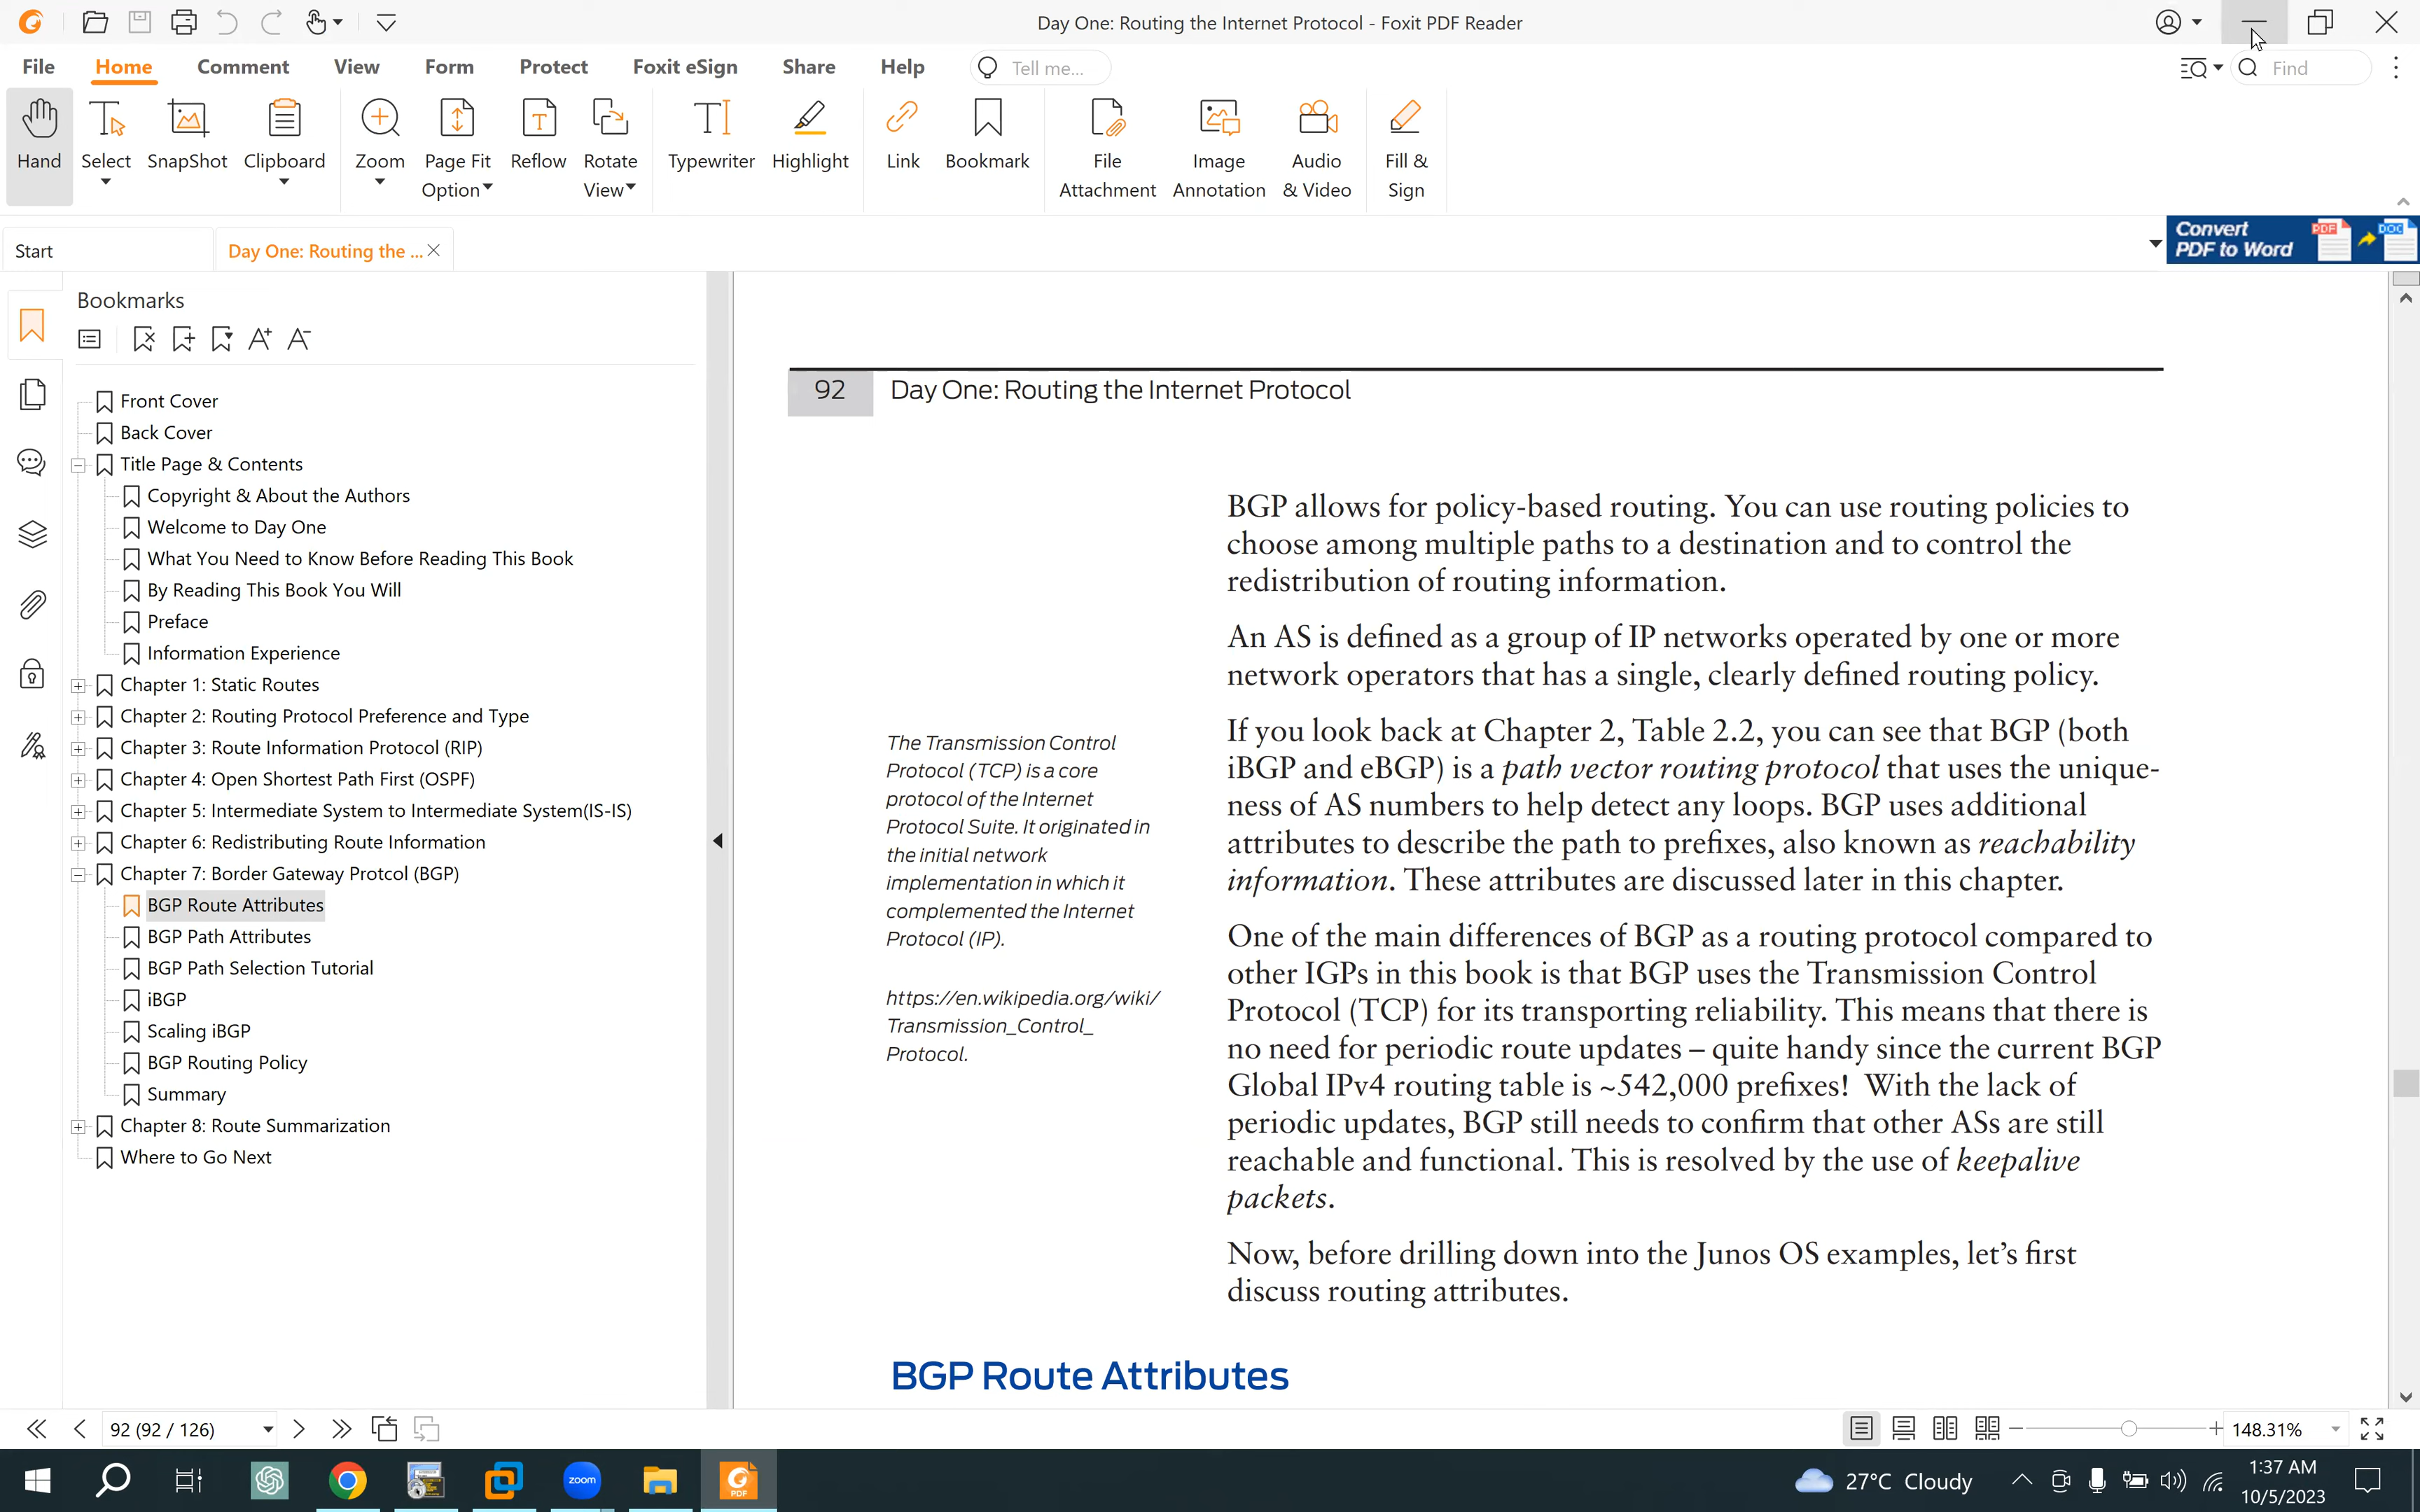 Day One: Routing the Internet Protocol - Foxit PDF Reader
File Home Comment View Form Protect Foxit eSign Share Help Tell me... Find
Hand Select SnapShot Clipboard Zoom Page Fit Option Reflow Rotate View Typewriter Highlight Link Bookmark File Attachment Image Annotation Audio & Video Fill & Sign
Start Day One: Routing the ...
Convert
PDF to Word
PDF DOC
Bookmarks
Front Cover
Back Cover
Title Page & Contents
Copyright & About the Authors
Welcome to Day One
What You Need to Know Before Reading This Book
By Reading This Book You Will
Preface
Information Experience
Chapter 1: Static Routes
Chapter 2: Routing Protocol Preference and Type
Chapter 3: Route Information Protocol (RIP)
Chapter 4: Open Shortest Path First (OSPF)
Chapter 5: Intermediate System to Intermediate System(IS-IS)
Chapter 6: Redistributing Route Information
Chapter 7: Border Gateway Protcol (BGP)
BGP Route Attributes
BGP Path Attributes
BGP Path Selection Tutorial
iBGP
Scaling iBGP
BGP Routing Policy
Summary
Chapter 8: Route Summarization
Where to Go Next
92 Day One: Routing the Internet Protocol
BGP allows for policy-based routing. You can use routing policies to
choose among multiple paths to a destination and to control the
redistribution of routing information.
An AS is defined as a group of IP networks operated by one or more
network operators that has a single, clearly defined routing policy.
If you look back at Chapter 2, Table 2.2, you can see that BGP (both
iBGP and eBGP) is a path vector routing protocol that uses the unique-
ness of AS numbers to help detect any loops. BGP uses additional
attributes to describe the path to prefixes, also known as reachability
information. These attributes are discussed later in this chapter.
The Transmission Control
Protocol (TCP) is a core
protocol of the Internet
Protocol Suite. It originated in
the initial network
implementation in which it
complemented the Internet
Protocol (IP).
https://en.wikipedia.org/wiki/
Transmission_Control_
Protocol.
One of the main differences of BGP as a routing protocol compared to
other IGPs in this book is that BGP uses the Transmission Control
Protocol (TCP) for its transporting reliability. This means that there is
no need for periodic route updates – quite handy since the current BGP
Global IPv4 routing table is ~542,000 prefixes! With the lack of
periodic updates, BGP still needs to confirm that other ASs are still
reachable and functional. This is resolved by the use of keepalive
packets.
Now, before drilling down into the Junos OS examples, let’s first
discuss routing attributes.
BGP Route Attributes
92 (92 / 126)
148.31%
zoom
PDF
27°C Cloudy
1:37 AM
10/5/2023